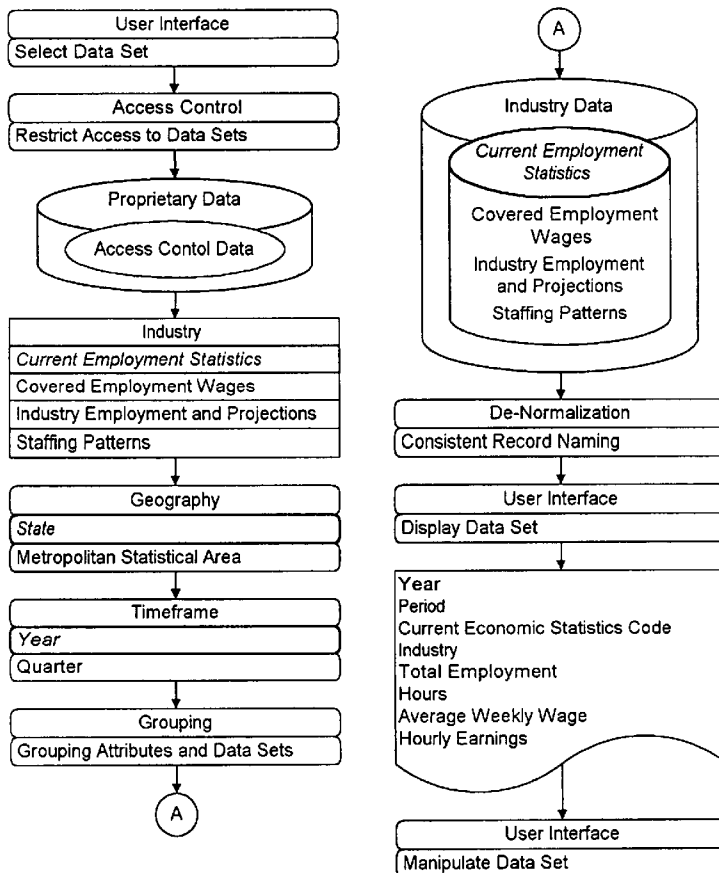 User Interface
Select Data Set
Access Control
Restrict Access to Data Sets
Proprietary Data
Access Contol Data
Industry
Current Employment Statistics
Covered Employment Wages
Industry Employment and Projections
Staffing Patterns
Geography
State
Metropolitan Statistical Area
Timeframe
Year
Quarter
Grouping
Grouping Attributes and Data Sets
A
A
Industry Data
Current Employment
Statistics
Covered Employment
Wages
Industry Employment
and Projections
Staffing Patterns
De-Normalization
Consistent Record Naming
User Interface
Display Data Set
Year
Period
Current Economic Statistics Code
Industry
Total Employment
Hours
Average Weekly Wage
Hourly Earnings
User Interface
Manipulate Data Set